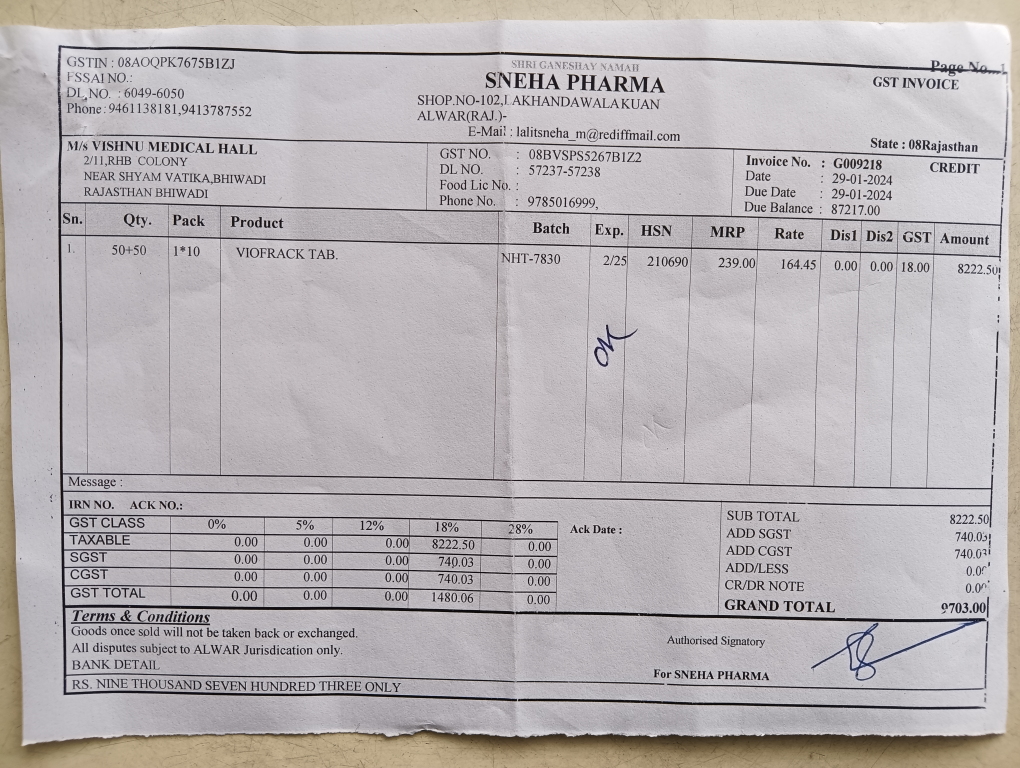 SHRI GANESHAY NAMAH
Page No...1
GSTIN : 08AOQPK7675B1ZJ
FSSAI NO.:
DL NO. : 6049-6050
Phone : 9461138181,9413787552
SNEHA PHARMA
SHOP.NO-102,LAKHANDAWALA KUAN
ALWAR(RAJ.)-
E-Mail : lalitsneha_m@rediffmail.com
GST INVOICE
State : 08Rajasthan
M/s VISHNU MEDICAL HALL
2/11,RHB COLONY
NEAR SHYAM VATIKA,BHIWADI
RAJASTHAN BHIWADI
GST NO. : 08BVSPS5267B1Z2
DL NO. : 57237-57238
Food Lic No. :
Phone No. : 9785016999,
Invoice No. : G009218 CREDIT
Date : 29-01-2024
Due Date : 29-01-2024
Due Balance : 87217.00
Sn. Qty. Pack Product Batch Exp. HSN MRP Rate Dis1 Dis2 GST Amount
1. 50+50 1*10 VIOFRACK TAB. NHT-7830 2/25 210690 239.00 164.45 0.00 0.00 18.00 8222.50
OK
Message :
IRN NO. ACK NO.:
Ack Date :
GST CLASS 0% 5% 12% 18% 28%
TAXABLE 0.00 0.00 0.00 8222.50 0.00
SGST 0.00 0.00 0.00 740.03 0.00
CGST 0.00 0.00 0.00 740.03 0.00
GST TOTAL 0.00 0.00 0.00 1480.06 0.00
SUB TOTAL 8222.50
ADD SGST 740.03
ADD CGST 740.03
ADD/LESS 0.00
CR/DR NOTE 0.00
GRAND TOTAL 9703.00
Terms & Conditions
Goods once sold will not be taken back or exchanged.
All disputes subject to ALWAR Jurisdication only.
BANK DETAIL
RS. NINE THOUSAND SEVEN HUNDRED THREE ONLY
Authorised Signatory
For SNEHA PHARMA